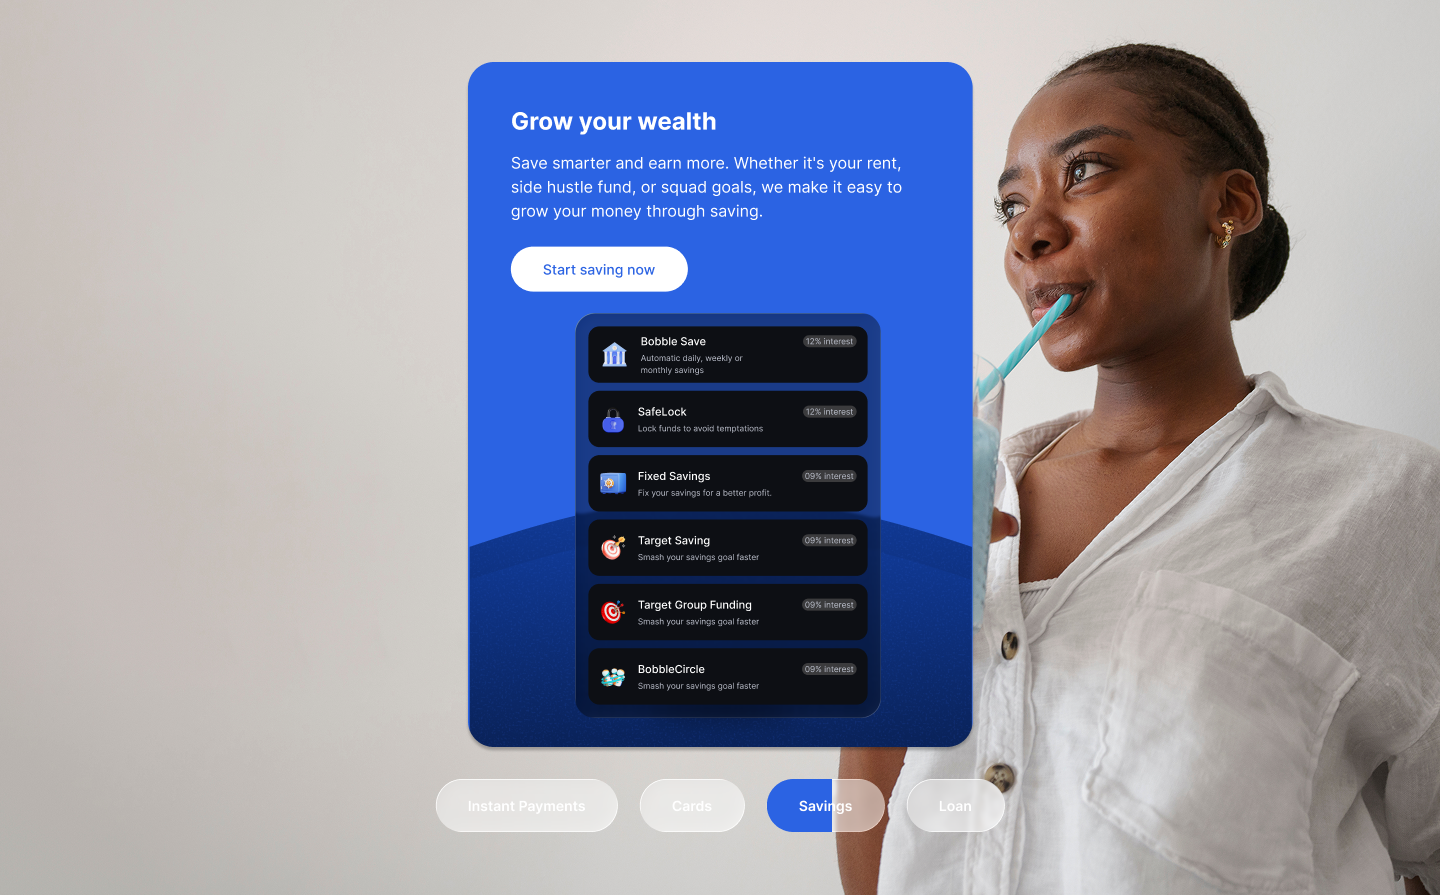 Grow your wealth
Save smarter and earn more. Whether it's your rent,
side hustle fund, or squad goals, we make it easy to
grow your money through saving.
Start saving now
Bobble Save
12% interest
Automatic daily, weekly or
monthly savings
SafeLock
12% interest
Lock funds to avoid temptations
Fixed Savings
09% interest
Fix your savings for a better profit.
Target Saving
09% interest
Smash your savings goal faster
Target Group Funding
09% interest
Smash your savings goal faster
BobbleCircle
09% interest
Smash your savings goal faster
Instant Payments
Cards
Savings
Loan